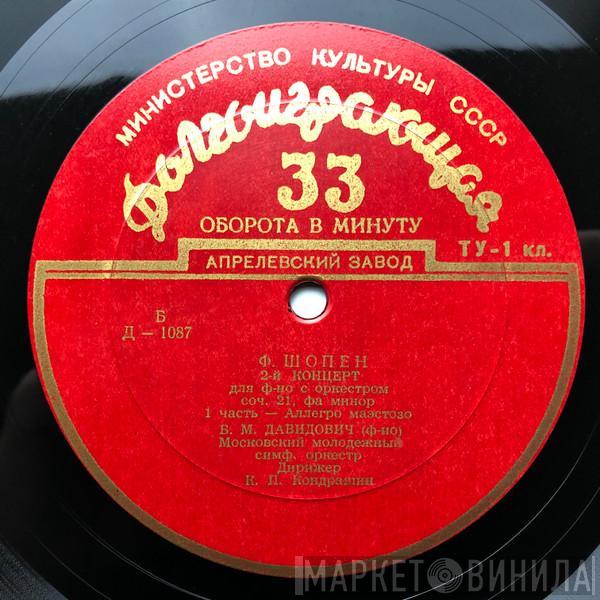 МИНИСТЕРСТВО КУЛЬТУРЫ СССР
Долгоиграющая
33
ОБОРОТА В МИНУТУ
ТУ-1 кл.
АПРЕЛЕВСКИЙ ЗАВОД
Б
Д — 1087
Ф. ШОПЕН
2-й КОНЦЕРТ
для ф-но с оркестром
соч. 21, фа минор
1 часть — Аллегро маэстозо
Б. М. ДАВИДОВИЧ (ф-но)
Московский молодежный
симф. оркестр
Дирижер
К. П. Кондрашин
МАРКЕТ ВИНИЛА